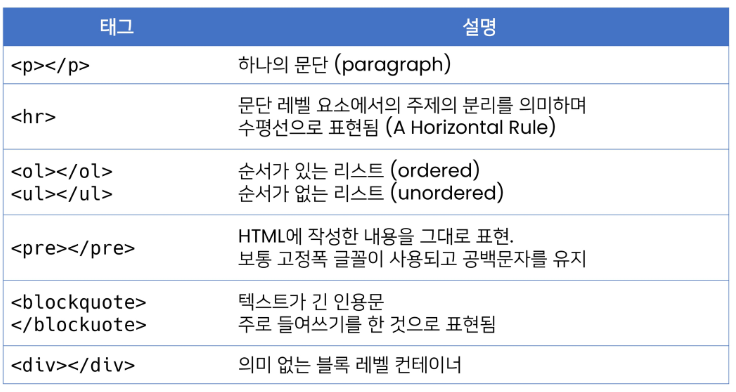 태그 설명
<p></p> 하나의 문단 (paragraph)
<hr> 문단 레벨 요소에서의 주제의 분리를 의미하며
수평선으로 표현됨 (A Horizontal Rule)
<ol></ol> 순서가 있는 리스트 (ordered)
<ul></ul> 순서가 없는 리스트 (unordered)
<pre></pre> HTML에 작성한 내용을 그대로 표현.
보통 고정폭 글꼴이 사용되고 공백문자를 유지
<blockquote> 텍스트가 긴 인용문
</blockuote> 주로 들여쓰기를 한 것으로 표현됨
<div></div> 의미 없는 블록 레벨 컨테이너